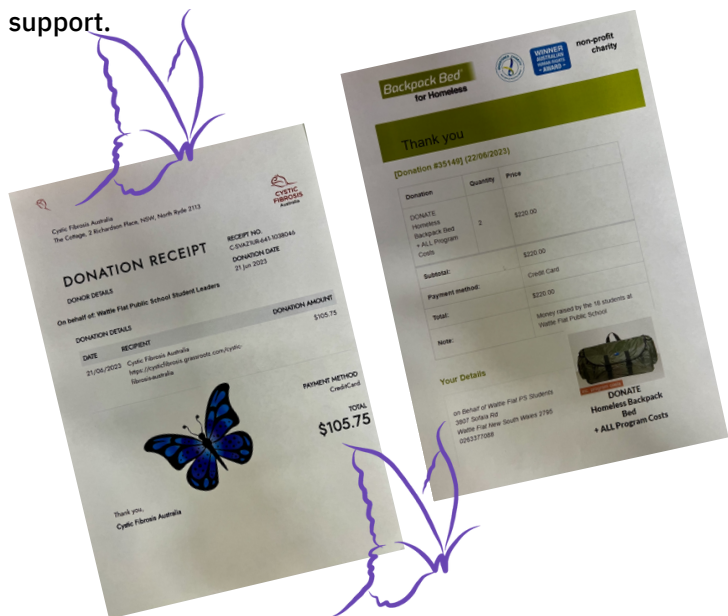 support.
CYSTIC
FIBROSIS
Australia
Cystic Fibrosis Australia
The Cottage, 2 Richardson Place, NSW, North Ryde 2113
DONATION RECEIPT
RECEIPT NO.
DONATION DATE
21 Jun 2023
DONOR DETAILS
On behalf of: Wattle Flat Public School Student Leaders
DONATION DETAILS
DATE RECIPIENT DONATION AMOUNT
21/06/2023 Cystic Fibrosis Australia $105.75
https://cysticfibrosis.grassroots.com/cystic-
fibrosisaustralia
PAYMENT METHOD
CreditCard
TOTAL
$105.75
Thank you,
Cystic Fibrosis Australia
Backpack Bed
for Homeless
WINNER
AUSTRALIAN
HUMAN RIGHTS
AWARD
non-profit
charity
Thank you
[Donation #35149] (22/06/2023)
Donation Quantity Price
DONATE
Homeless
Backpack Bed
+ ALL Program
Costs
2
$220.00
Subtotal: $220.00
Payment method: Credit Card
Total: $220.00
Note: Money raised by the 18 students at
Wattle Flat Public School
Your Details
on Behalf of Wattle Flat P/S Students
3807 Sofala Rd
Wattle Flat New South Wales 2795
0263377088
DONATE
Homeless Backpack
Bed
+ ALL Program Costs